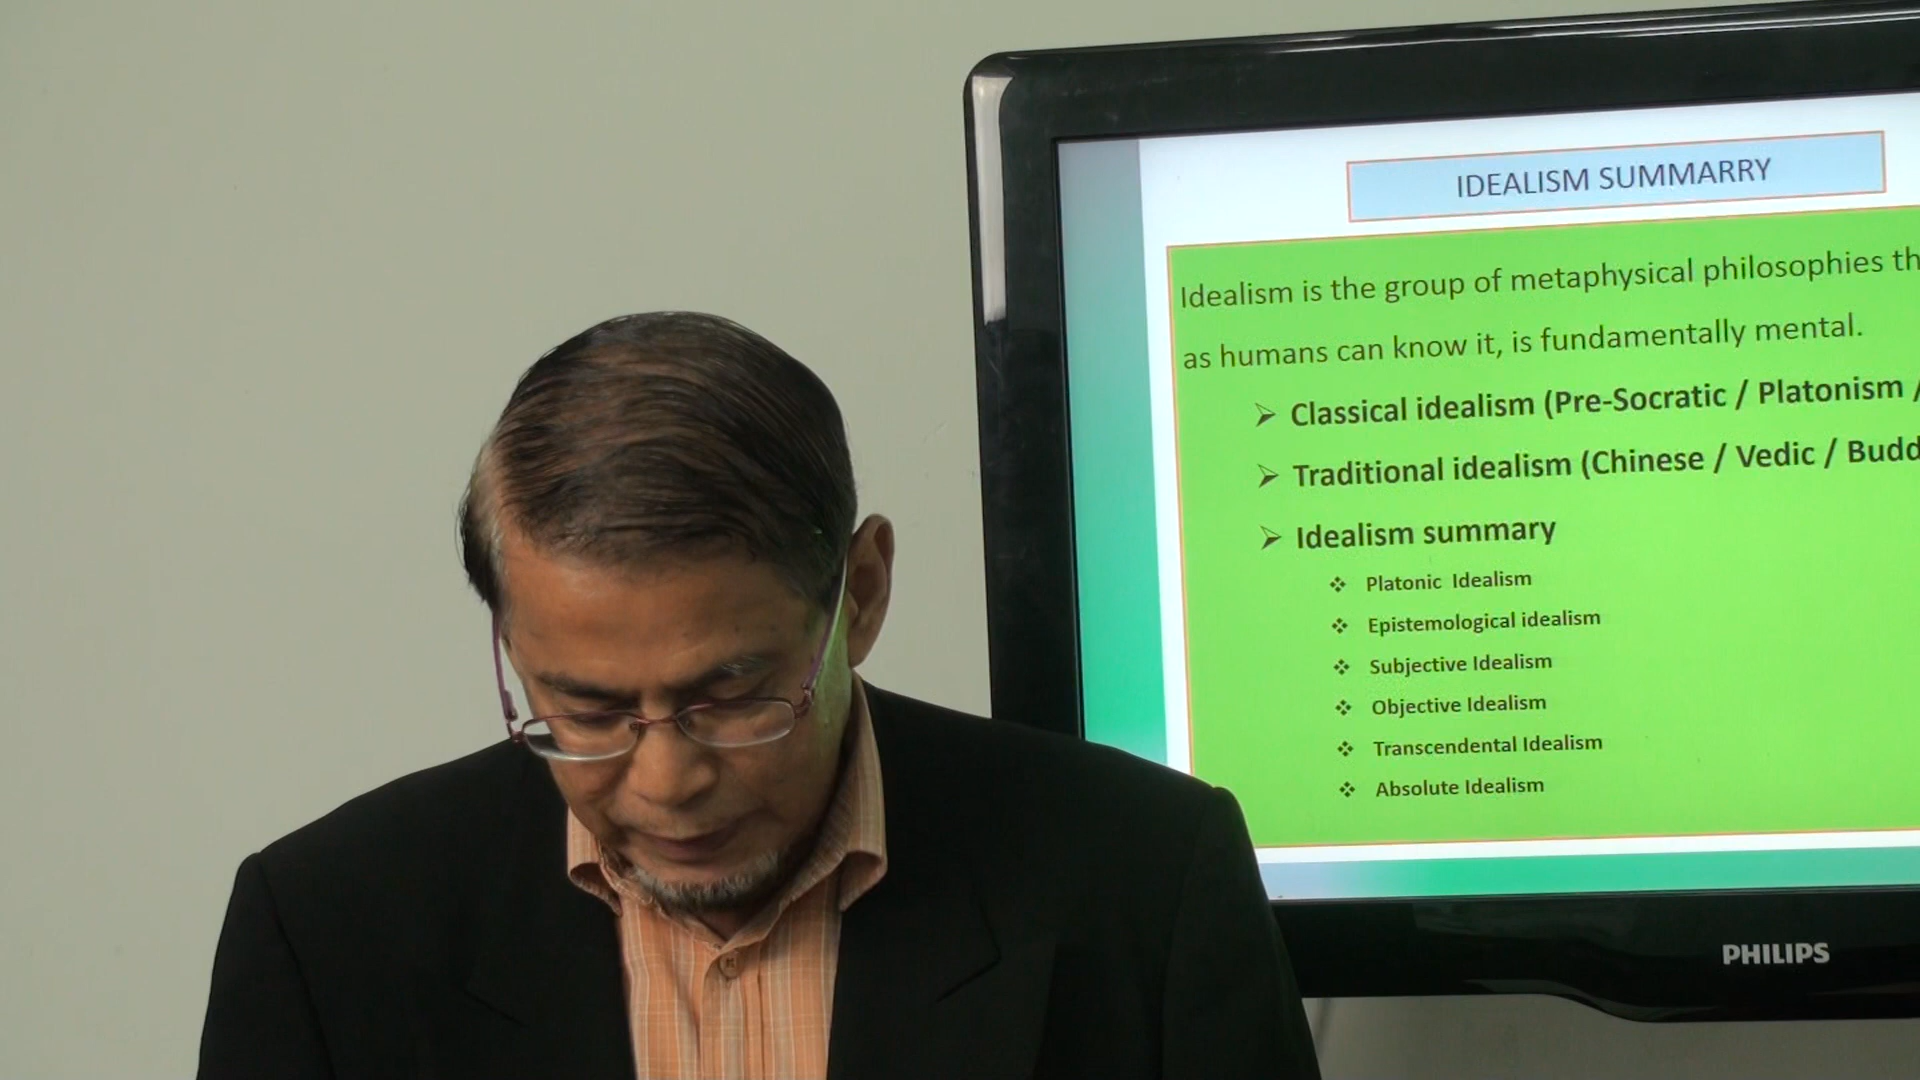 IDEALISM SUMMARRY
Idealism is the group of metaphysical philosophies th
as humans can know it, is fundamentally mental.
➢ Classical idealism (Pre-Socratic / Platonism /
➢ Traditional idealism (Chinese / Vedic / Budd
➢ Idealism summary
❖ Platonic Idealism
❖ Epistemological idealism
❖ Subjective Idealism
❖ Objective Idealism
❖ Transcendental Idealism
❖ Absolute Idealism
PHILIPS